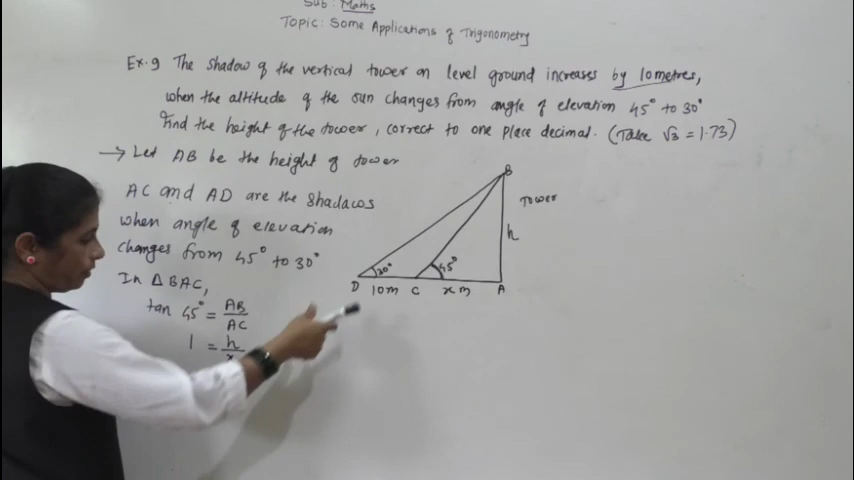 Sub: Maths
Topic: Some Applications of Trigonometry
Ex.9 The shadow of the vertical tower on level ground increases by 10 metres,
when the altitude of the sun changes from angle of elevation 45° to 30°
Find the height of the tower, correct to one place decimal. (Take √3 = 1.73)
→ Let AB be the height of tower
AC and AD are the shadows
when angle of elevation
changes from 45° to 30°
In △ BAC,
tan 45° = AB/AC
1 = h/x
B
Tower
h
30°
45°
D 10m C x m A